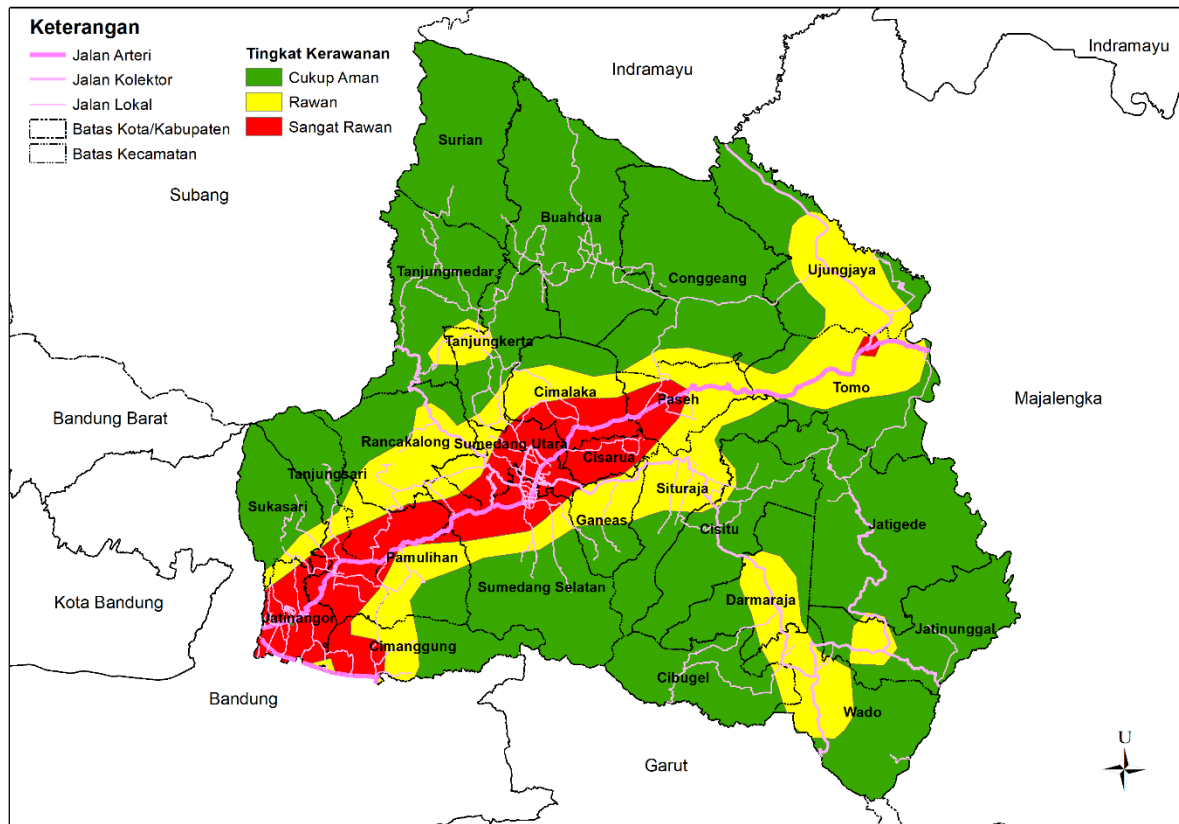 Keterangan
Jalan Arteri
Jalan Kolektor
Jalan Lokal
Batas Kota/Kabupaten
Batas Kecamatan
Tingkat Kerawanan
Cukup Aman
Rawan
Sangat Rawan
Indramayu
Indramayu
Subang
Surian
Buahdua
Tanjungmedar
Conggeang
Ujungjaya
Tanjungkerta
Cimalaka
Paseh
Tomo
Majalengka
Bandung Barat
Rancakalong
Sumedang Utara
Cisarua
Tanjungsari
Sukasari
Situraja
Ganeas
Cisitu
Jatigede
Pamulihan
Sumedang Selatan
Kota Bandung
Darmaraja
Jatinangor
Jatinunggal
Cimanggung
Cibugel
Bandung
Wado
Garut
U